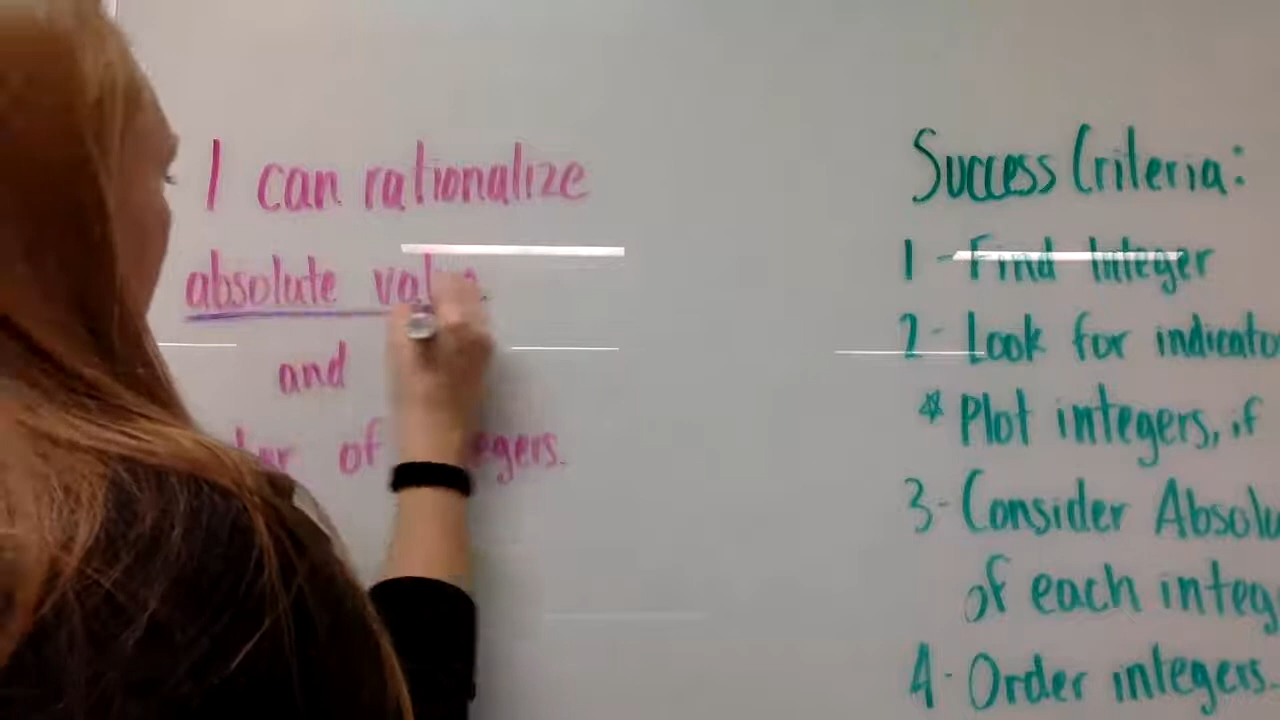 I can rationalize
absolute value
and
of
Success Criteria:
1 - Find Integer
2 - Look for
* Plot integers, if
3 - Consider
of each
4 - Order integers.